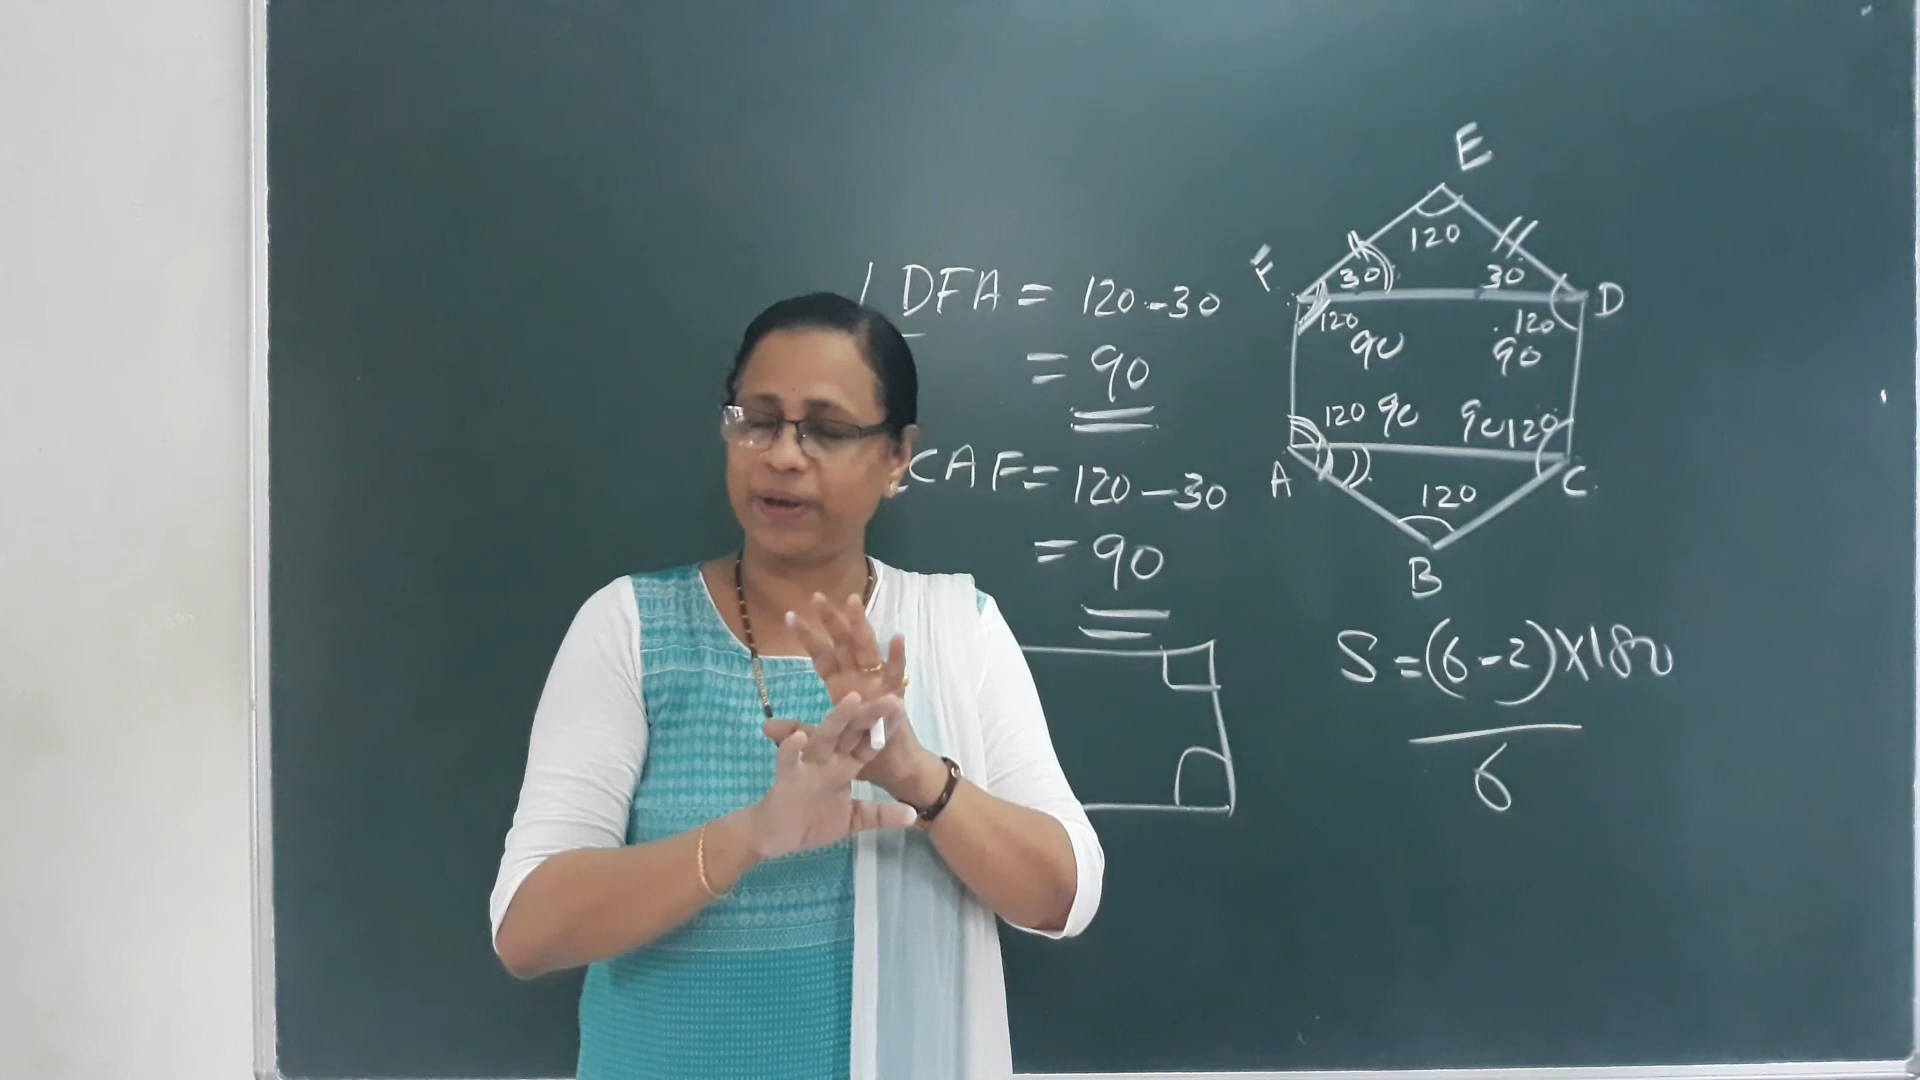 ∠DFA = 120-30
= 90
CAF = 120-30
= 90
E
120
F 30 30 D
120 120
90 90
120 90 90 120
A C
120
B
S = (6-2)×180
6